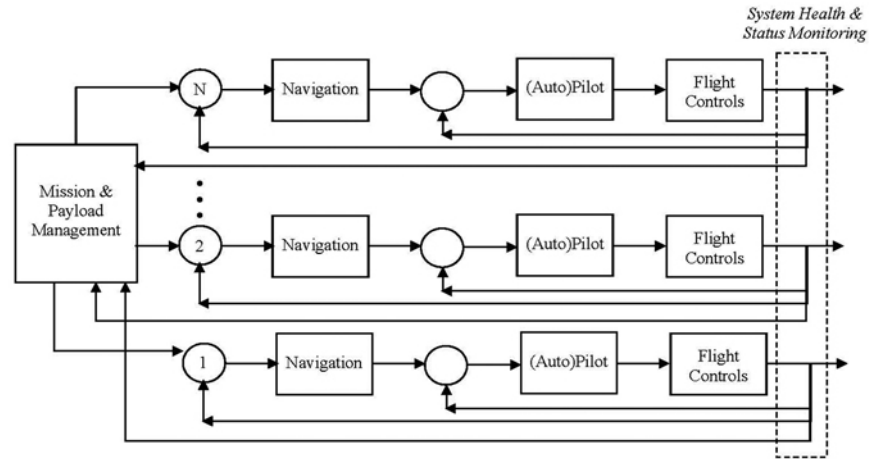 System Health &
Status Monitoring
N
Navigation
(Auto)Pilot
Flight
Controls
Mission &
Payload
Management
2
Navigation
(Auto)Pilot
Flight
Controls
1
Navigation
(Auto)Pilot
Flight
Controls